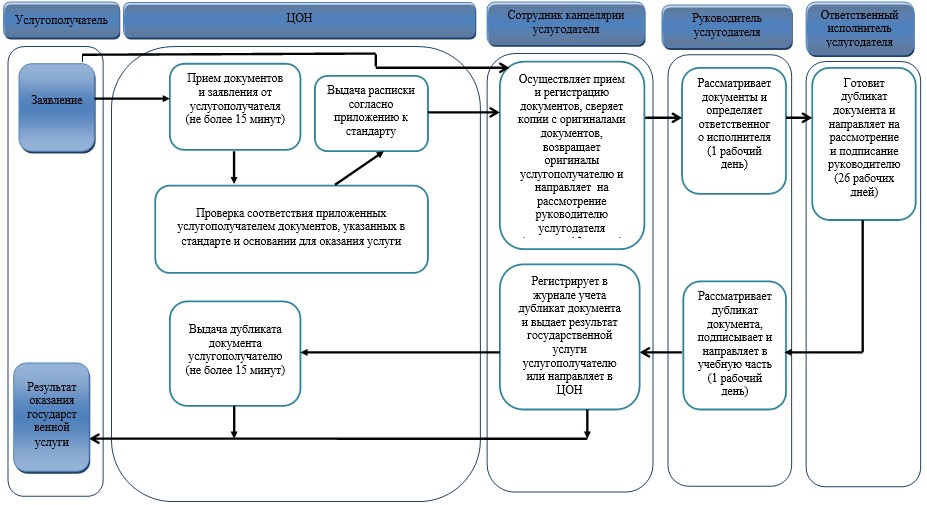 Услугополучатель
ЦОН
Сотрудник канцелярии
услугодателя
Руководитель
услугодателя
Ответственный
исполнитель
услугодателя
Заявление
Прием документов
и заявления от
услугополучателя
(не более 15 минут)
Выдача расписки
согласно
приложению к
стандарту
Проверка соответствия приложенных
услугополучателем документов, указанных в
стандарте и основании для оказания услуги
Осуществляет прием
и регистрацию
документов, сверяет
копии с оригиналами
документов,
возвращает
оригиналы
услугополучателю и
направляет на
рассмотрение
руководителю
услугодателя
Рассматривает
документы и
определяет
ответственног
о исполнителя
(1 рабочий
день)
Готовит
дубликат
документа и
направляет на
рассмотрение
и подписание
руководителю
(26 рабочих
дней)
Рассматривает
дубликат
документа,
подписывает и
направляет в
учебную часть
(1 рабочий
день)
Регистрирует в
журнале учета
дубликат документа
и выдает результат
государственной
услуги
услугополучателю
или направляет в
ЦОН
Выдача дубликата
документа
услугополучателю
(не более 15 минут)
Результат
оказания
государст
венной
услуги